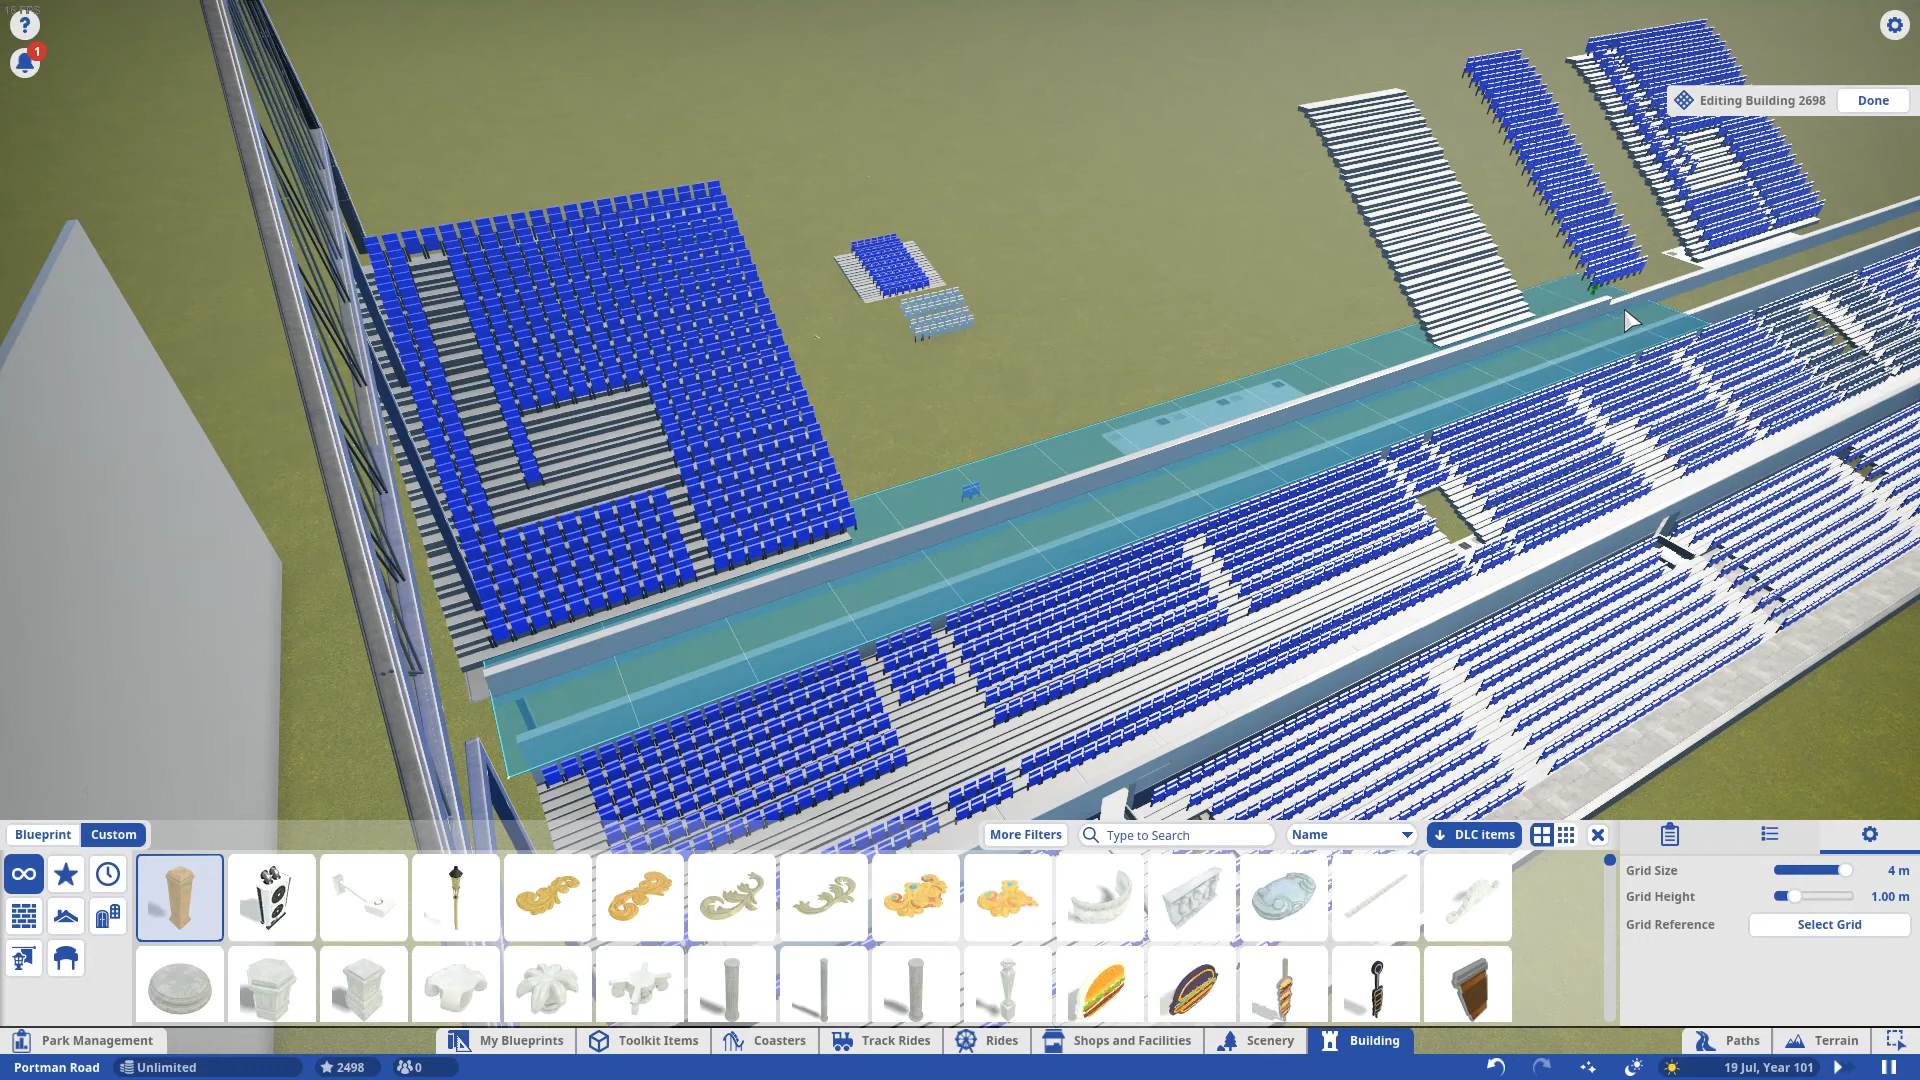 16 FPS
?
1
Editing Building 2698
Done
Blueprint
Custom
More Filters
Type to Search
Name
DLC items
Grid Size
4 m
Grid Height
1.00 m
Grid Reference
Select Grid
Park Management
My Blueprints
Toolkit Items
Coasters
Track Rides
Rides
Shops and Facilities
Scenery
Building
Paths
Terrain
Portman Road
Unlimited
2498
0
19 Jul, Year 101